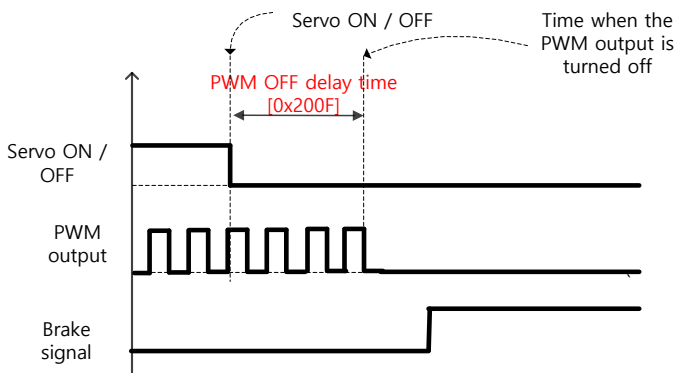 Servo ON / OFF
Time when the
PWM output is
turned off
PWM OFF delay time
[0x200F]
Servo ON /
OFF
PWM
output
Brake
signal